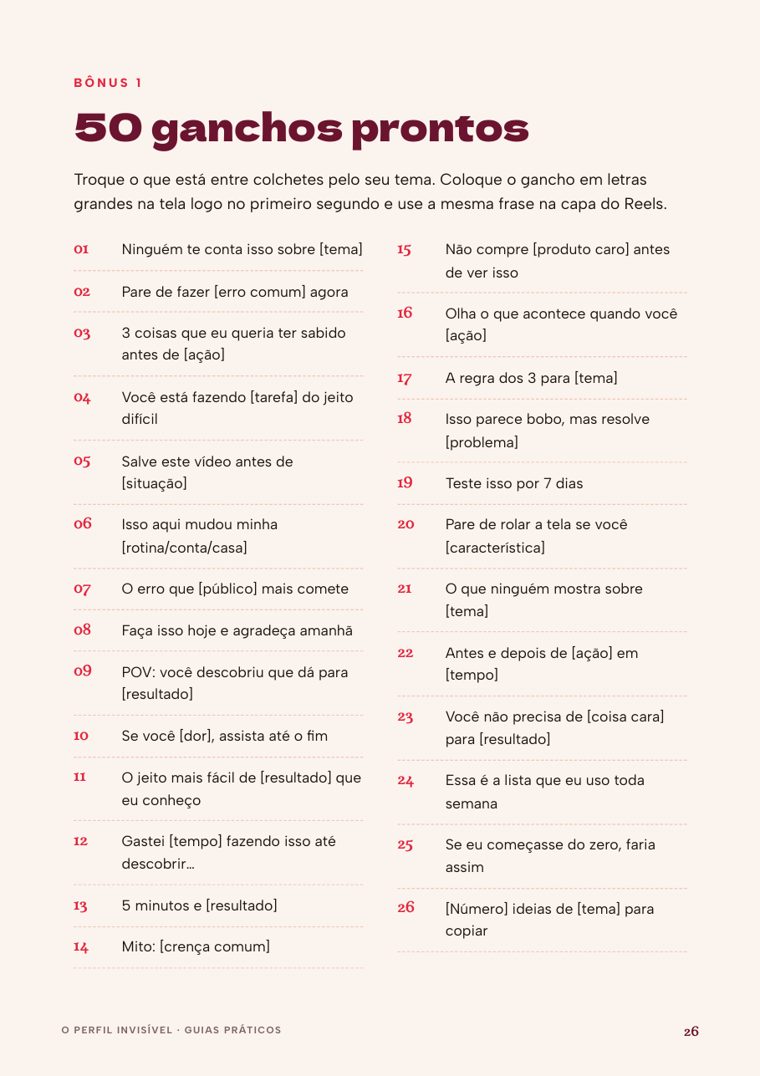 BÔNUS 1
50 ganchos prontos
Troque o que está entre colchetes pelo seu tema. Coloque o gancho em letras
grandes na tela logo no primeiro segundo e use a mesma frase na capa do Reels.
01 Ninguém te conta isso sobre [tema]
02 Pare de fazer [erro comum] agora
03 3 coisas que eu queria ter sabido
antes de [ação]
04 Você está fazendo [tarefa] do jeito
difícil
05 Salve este vídeo antes de
[situação]
06 Isso aqui mudou minha
[rotina/conta/casa]
07 O erro que [público] mais comete
08 Faça isso hoje e agradeça amanhã
09 POV: você descobriu que dá para
[resultado]
10 Se você [dor], assista até o fim
11 O jeito mais fácil de [resultado] que
eu conheço
12 Gastei [tempo] fazendo isso até
descobrir…
13 5 minutos e [resultado]
14 Mito: [crença comum]
15 Não compre [produto caro] antes
de ver isso
16 Olha o que acontece quando você
[ação]
17 A regra dos 3 para [tema]
18 Isso parece bobo, mas resolve
[problema]
19 Teste isso por 7 dias
20 Pare de rolar a tela se você
[característica]
21 O que ninguém mostra sobre
[tema]
22 Antes e depois de [ação] em
[tempo]
23 Você não precisa de [coisa cara]
para [resultado]
24 Essa é a lista que eu uso toda
semana
25 Se eu começasse do zero, faria
assim
26 [Número] ideias de [tema] para
copiar
O PERFIL INVISÍVEL · GUIAS PRÁTICOS
26